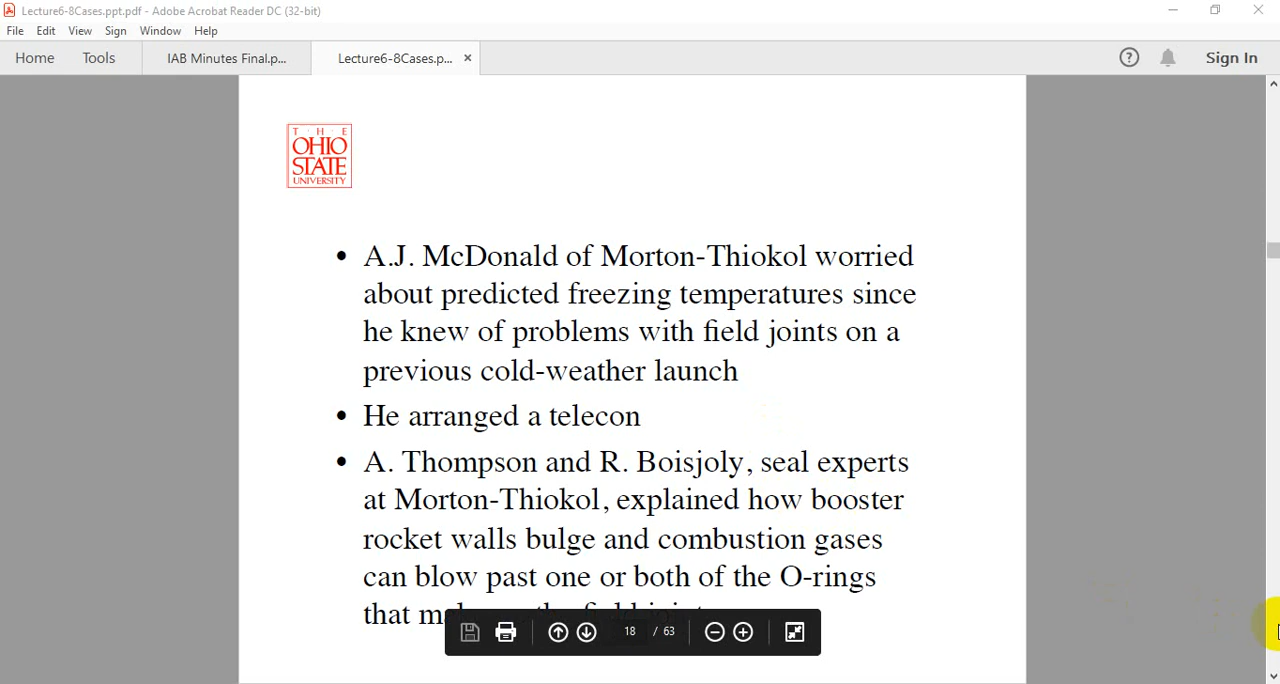 Lecture6-8Cases.ppt.pdf - Adobe Acrobat Reader DC (32-bit)
File Edit View Sign Window Help
Home Tools IAB Minutes Final.p... Lecture6-8Cases.p... × ? Sign In
T · H · E
OHIO
STATE
UNIVERSITY
• A.J. McDonald of Morton-Thiokol worried
about predicted freezing temperatures since
he knew of problems with field joints on a
previous cold-weather launch
• He arranged a telecon
• A. Thompson and R. Boisjoly, seal experts
at Morton-Thiokol, explained how booster
rocket walls bulge and combustion gases
can blow past one or both of the O-rings
that
18 / 63